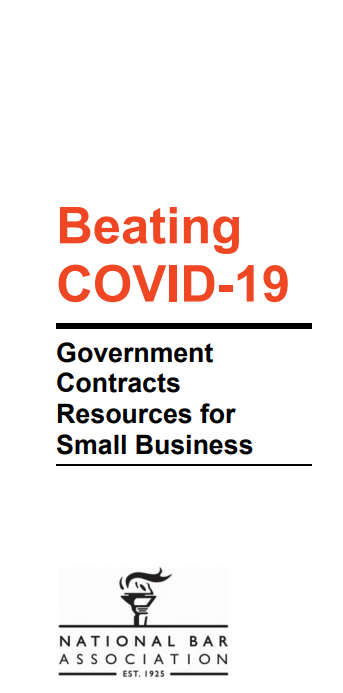 Beating
COVID-19
Government
Contracts
Resources for
Small Business
NATIONAL BAR
ASSOCIATION
EST. 1925